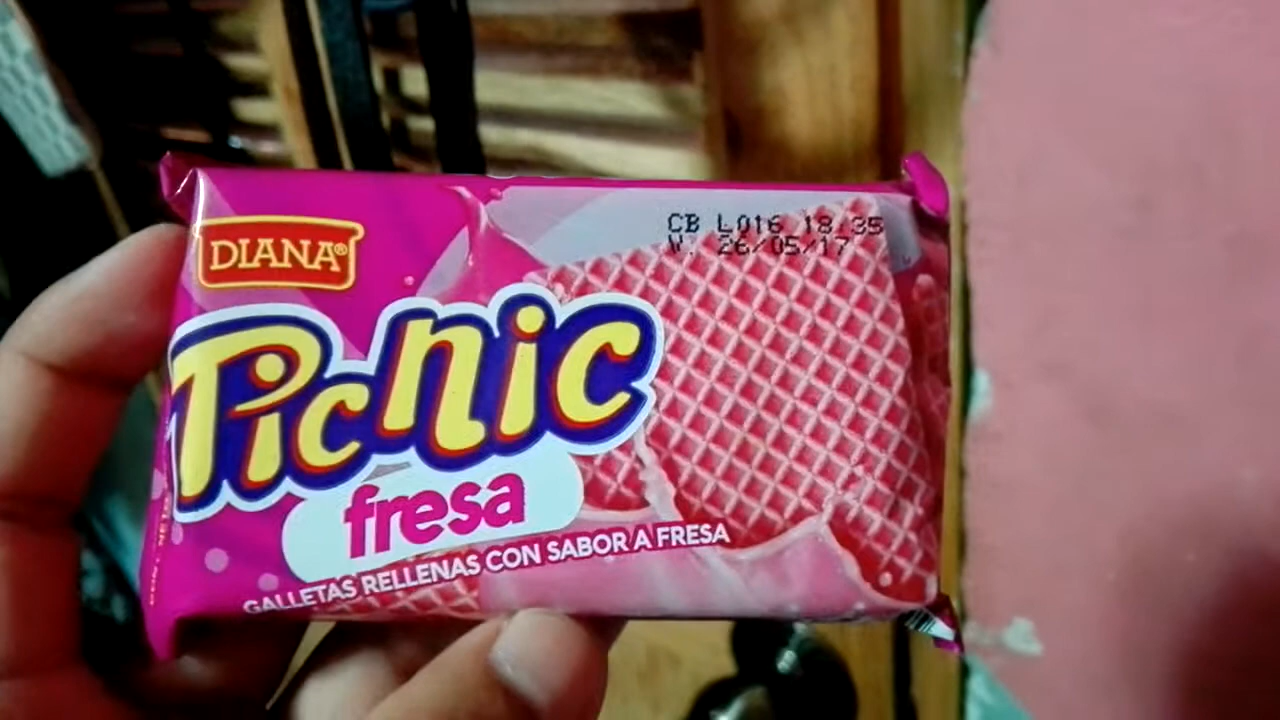 DIANA®
CB L016 18:35
V. 26/05/17
Picnic
fresa
GALLETAS RELLENAS CON SABOR A FRESA